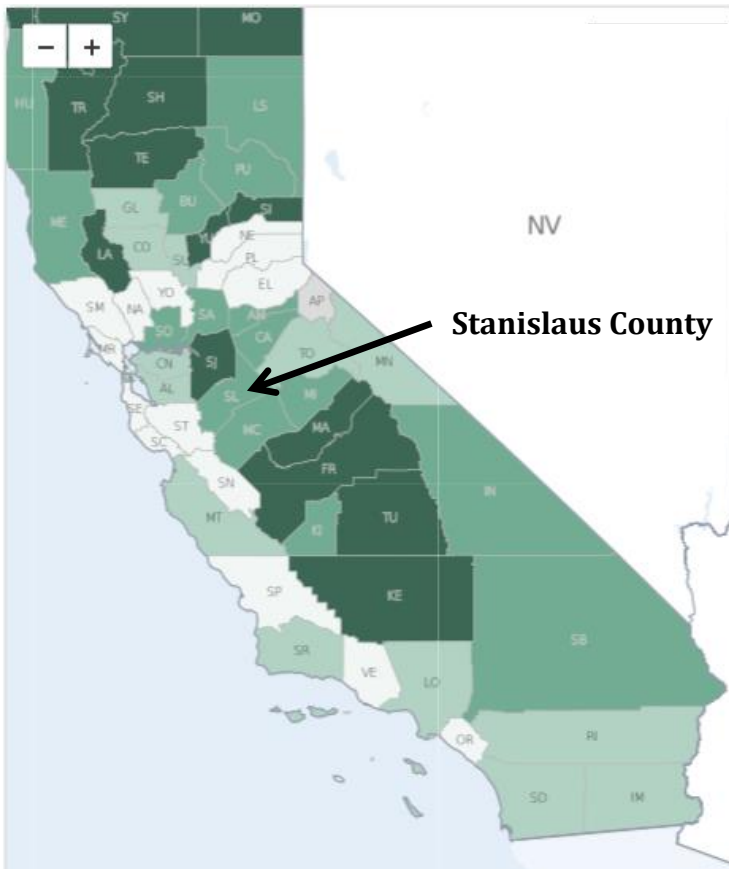 SY MO
− +
HU TR SH LS
TE
PU
ME GL BU
SI
LA CO YU NE
SU PL
YO EL
SM NA AP
SO SA AM
CA
Stanislaus County
MR CN SJ TO MN
AL
SE SL MI
ST
SC MC MA
FR
SN
IN
MT KI TU
KE
SP
SB
SR
VE LO
OR RI
SD IM
NV